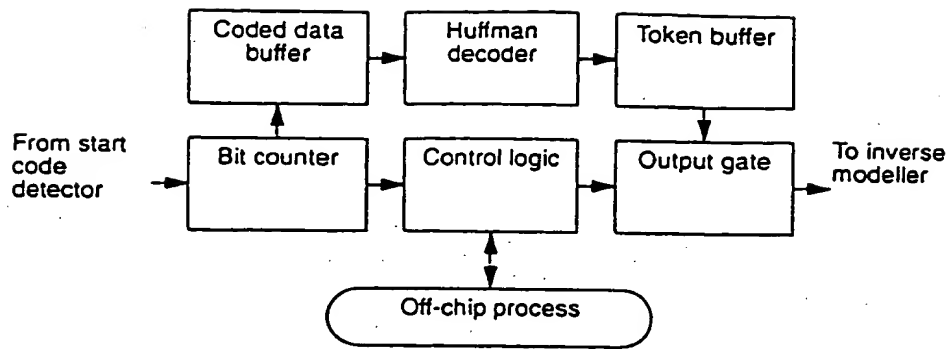 Coded data
buffer
Huffman
decoder
Token buffer
From start
code
detector
Bit counter
Control logic
Output gate
To inverse
modeller
Off-chip process